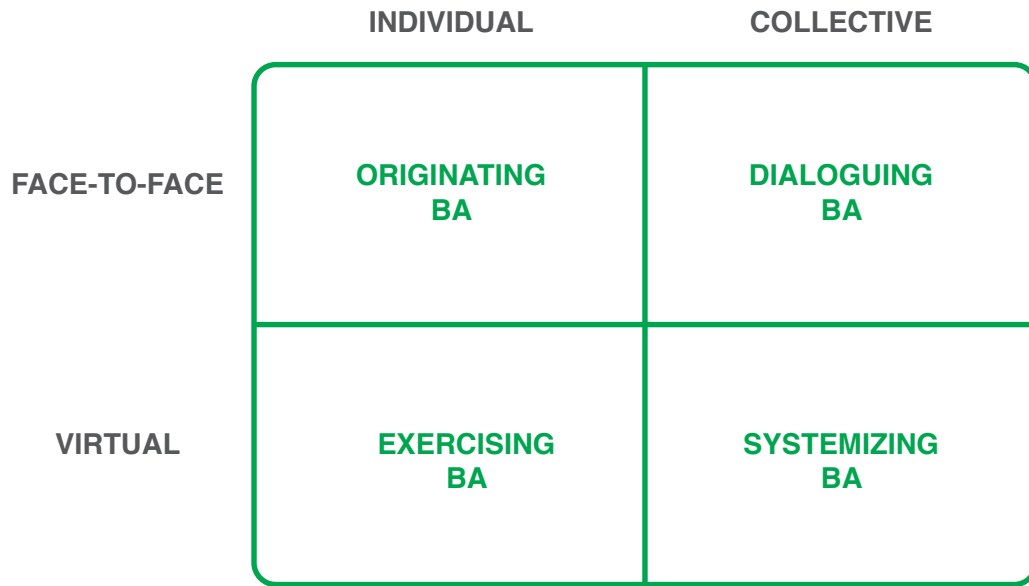 INDIVIDUAL COLLECTIVE
FACE-TO-FACE
ORIGINATING
BA
DIALOGUING
BA
VIRTUAL
EXERCISING
BA
SYSTEMIZING
BA